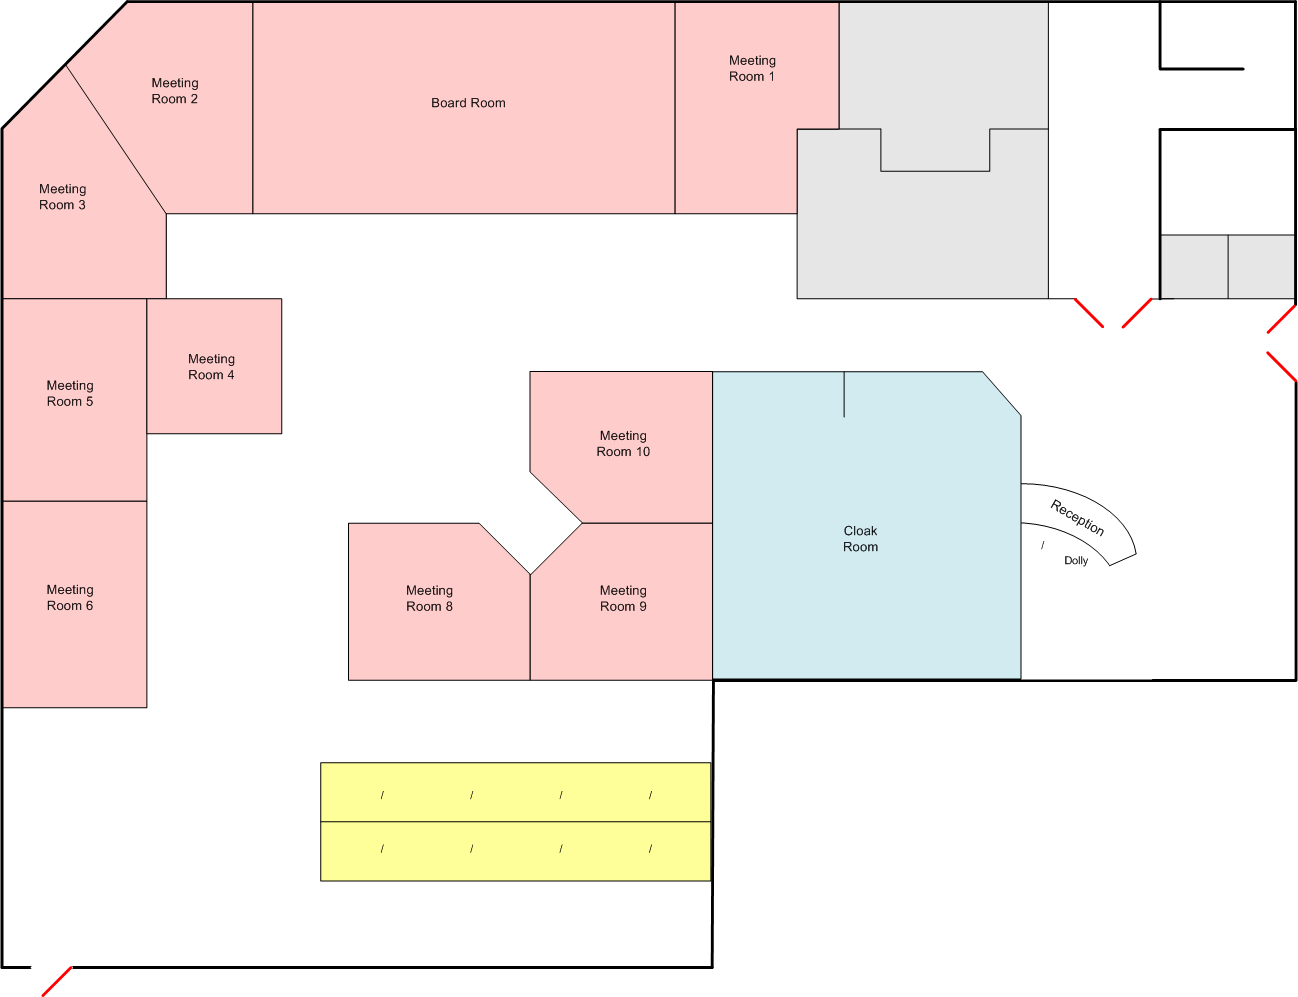 Meeting
Room 1
Meeting
Room 2
Board Room
Meeting
Room 3
Meeting
Room 4
Meeting
Room 5
Meeting
Room 10
Reception
/
Dolly
Cloak
Room
Meeting
Room 6
Meeting
Room 8
Meeting
Room 9
/ / / /
/ / / /